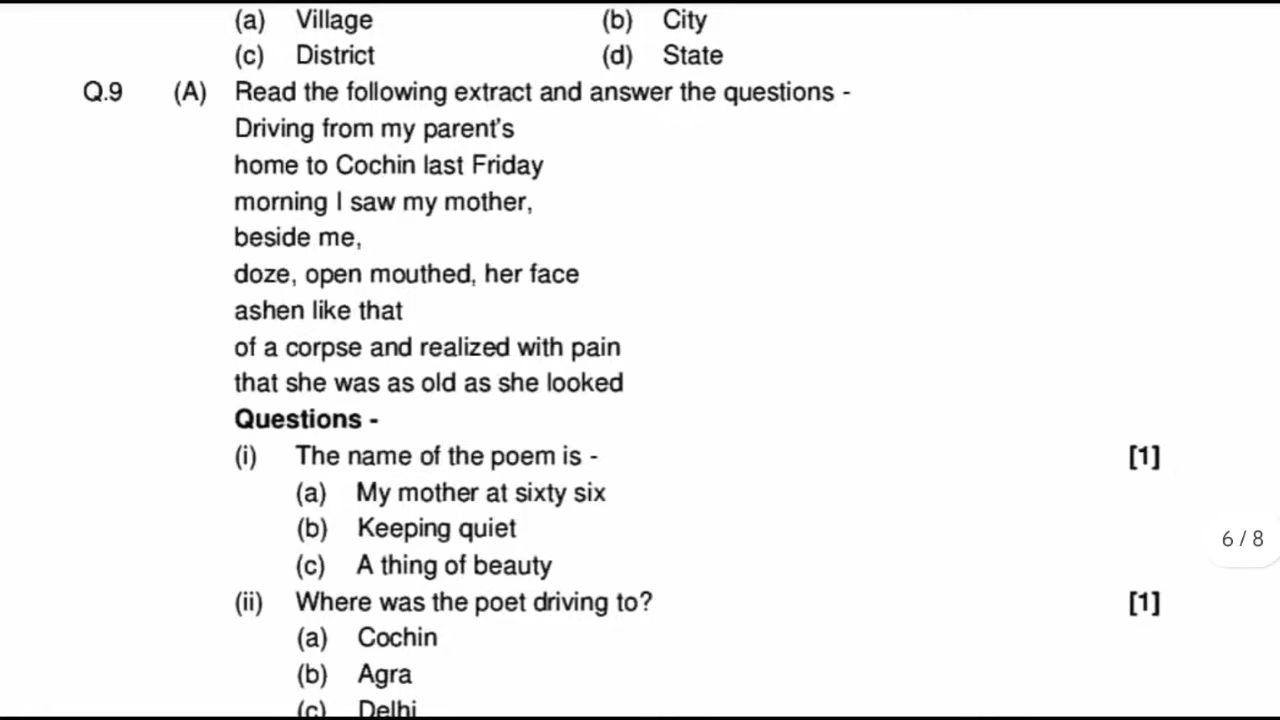 (a) Village (b) City
(c) District (d) State
Q.9 (A) Read the following extract and answer the questions -
Driving from my parent's
home to Cochin last Friday
morning I saw my mother,
beside me,
doze, open mouthed, her face
ashen like that
of a corpse and realized with pain
that she was as old as she looked
Questions -
(i) The name of the poem is - [1]
(a) My mother at sixty six
(b) Keeping quiet
(c) A thing of beauty
(ii) Where was the poet driving to? [1]
(a) Cochin
(b) Agra
(c) Delhi
6 / 8